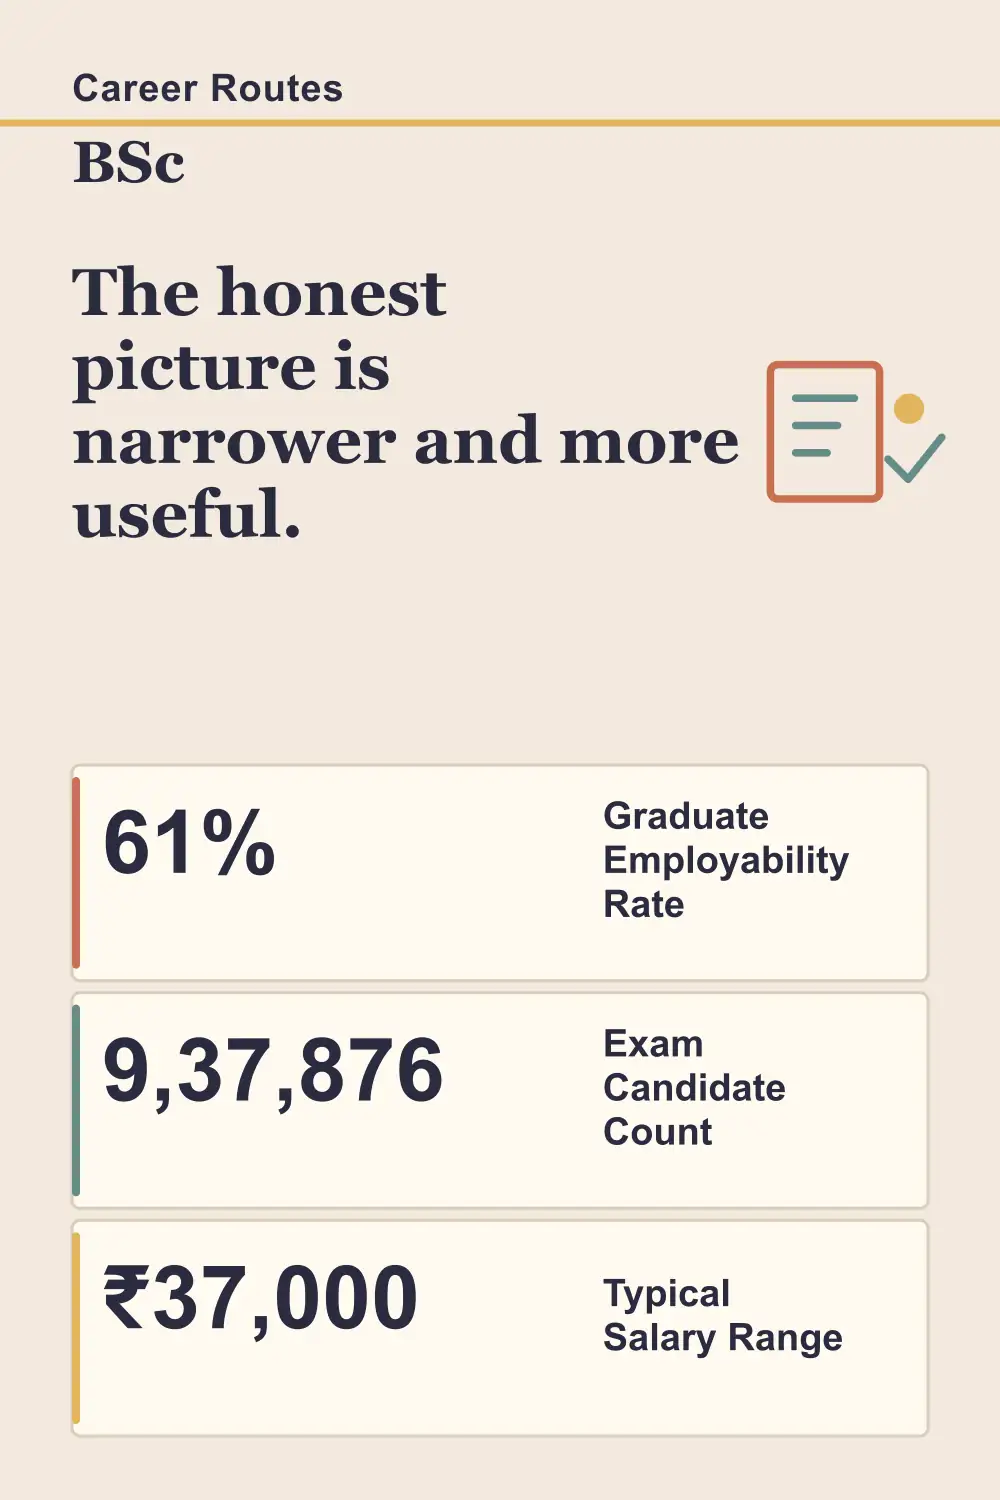 Career Routes
BSc
The honest
picture is
narrower and more
useful.
61%
Graduate
Employability
Rate
9,37,876
Exam
Candidate
Count
₹37,000
Typical
Salary Range